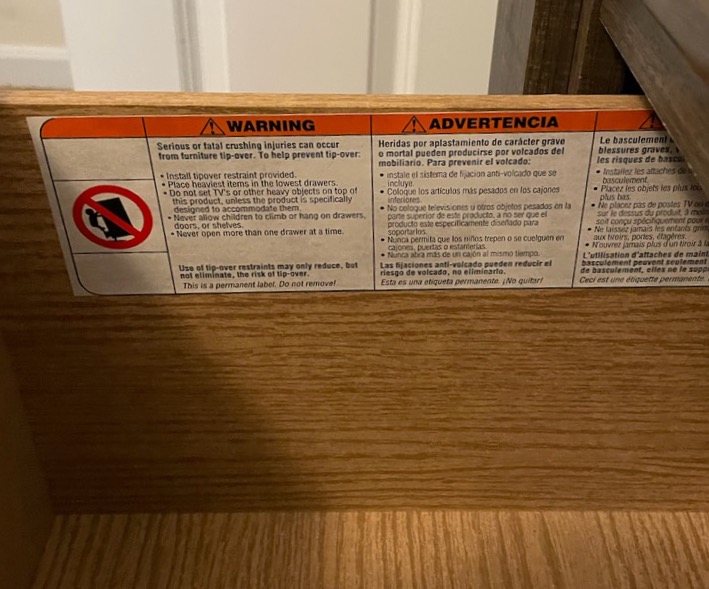 WARNING
Serious or fatal crushing injuries can occur
from furniture tip-over. To help prevent tip-over:
• Install tipover restraint provided.
• Place heaviest items in the lowest drawers.
• Do not set TV's or other heavy objects on top of
this product, unless the product is specifically
designed to accommodate them.
• Never allow children to climb or hang on drawers,
doors, or shelves.
• Never open more than one drawer at a time.
Use of tip-over restraints may only reduce, but
not eliminate, the risk of tip-over.
This is a permanent label. Do not remove!
ADVERTENCIA
Heridas por aplastamiento de carácter grave
o mortal pueden producirse por volcados del
mobiliario. Para prevenir el volcado:
• instale el sistema de fijacion anti-volcado que se
incluye.
• Coloque los artículos más pesados en los cajones
inferiores.
• No coloque televisiones u otros objetos pesados en la
parte superior de este producto, a no ser que el
producto esté específicamente diseñado para
soportarlos.
• Nunca permita que los niños trepen o se cuelguen en
cajones, puertas o estanterías.
• Nunca abra más de un cajón al mismo tiempo.
Las fijaciones anti-volcado pueden reducir el
riesgo de volcado, no eliminarlo.
Esta es una etiqueta permanente. ¡No quitar!
Le basculement
blessures graves,
les risques de
• Installez les attaches de
basculement.
• Placez les objets les plus
plus bas.
• Ne placez pas de postes TV ou
sur le dessus du produit, à
soit conçu spécifiquement pour
• Ne laissez jamais les enfants
aux tiroirs, portes, étagères.
• N'ouvrez jamais plus d'un tiroir à
L'utilisation d'attaches de
basculement peuvent seulement
de basculement, elles ne le
Ceci est une étiquette permanente.